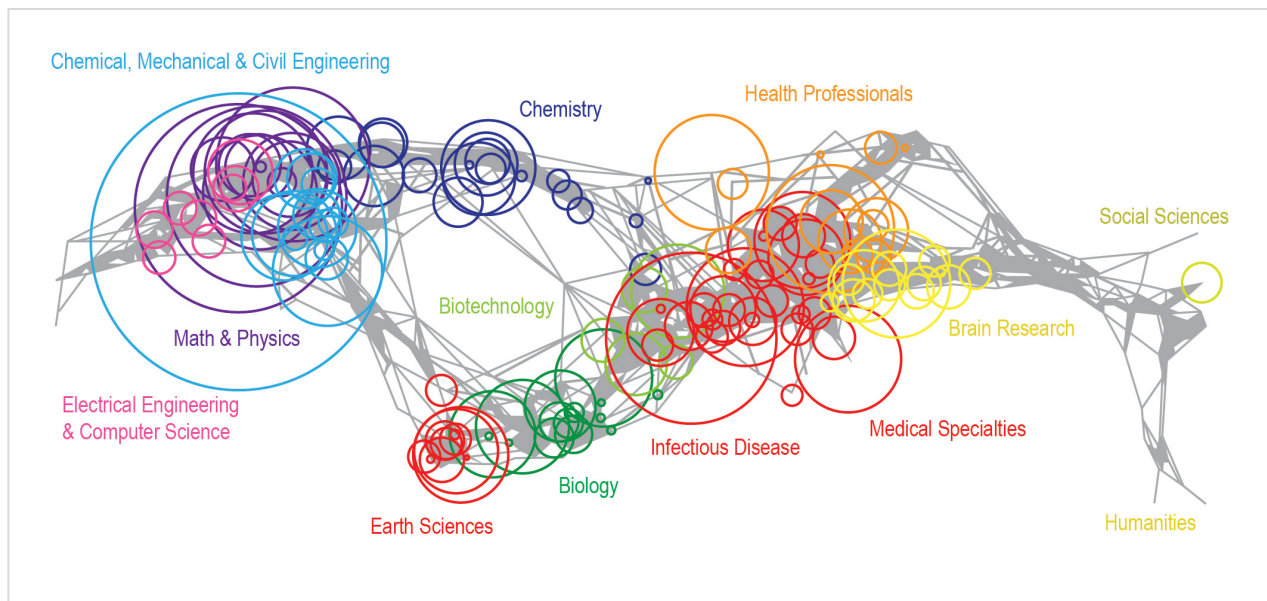 Chemical, Mechanical & Civil Engineering
Health Professionals
Chemistry
Social Sciences
Biotechnology
Math & Physics
Brain Research
Electrical Engineering
& Computer Science
Medical Specialties
Infectious Disease
Biology
Earth Sciences
Humanities